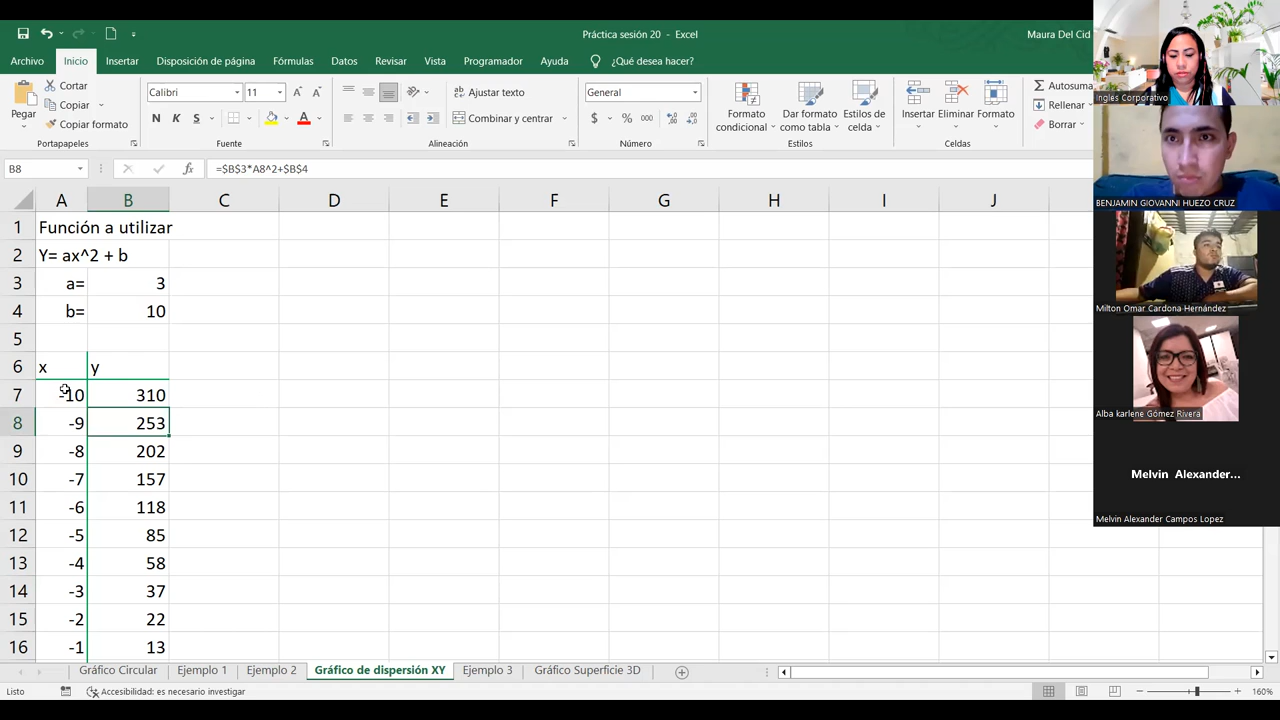 Práctica sesión 20 - Excel
Maura Del Cid
Archivo Inicio Insertar Disposición de página Fórmulas Datos Revisar Vista Programador Ayuda ¿Qué desea hacer?
Pegar
Cortar
Copiar
Copiar formato
Portapapeles
Calibri 11
N K S
Fuente
Ajustar texto
Combinar y centrar
Alineación
General
$ % 000
Número
Formato condicional
Dar formato como tabla
Estilos de celda
Estilos
Insertar Eliminar Formato
Celdas
Autosuma
Rellenar
Borrar
B8 fx =$B$3*A8^2+$B$4
A B C D E F G H I J
1 Función a utilizar
2 Y= ax^2 + b
3 a= 3
4 b= 10
5
6 x y
7 -10 310
8 -9 253
9 -8 202
10 -7 157
11 -6 118
12 -5 85
13 -4 58
14 -3 37
15 -2 22
16 -1 13
Gráfico Circular Ejemplo 1 Ejemplo 2 Gráfico de dispersión XY Ejemplo 3 Gráfico Superficie 3D
Listo Accesibilidad: es necesario investigar 160%
Inglés Corporativo
BENJAMIN GIOVANNI HUEZO CRUZ
Milton Omar Cardona Hernández
Alba karlene Gómez Rivera
Melvin Alexander...
Melvin Alexander Campos Lopez